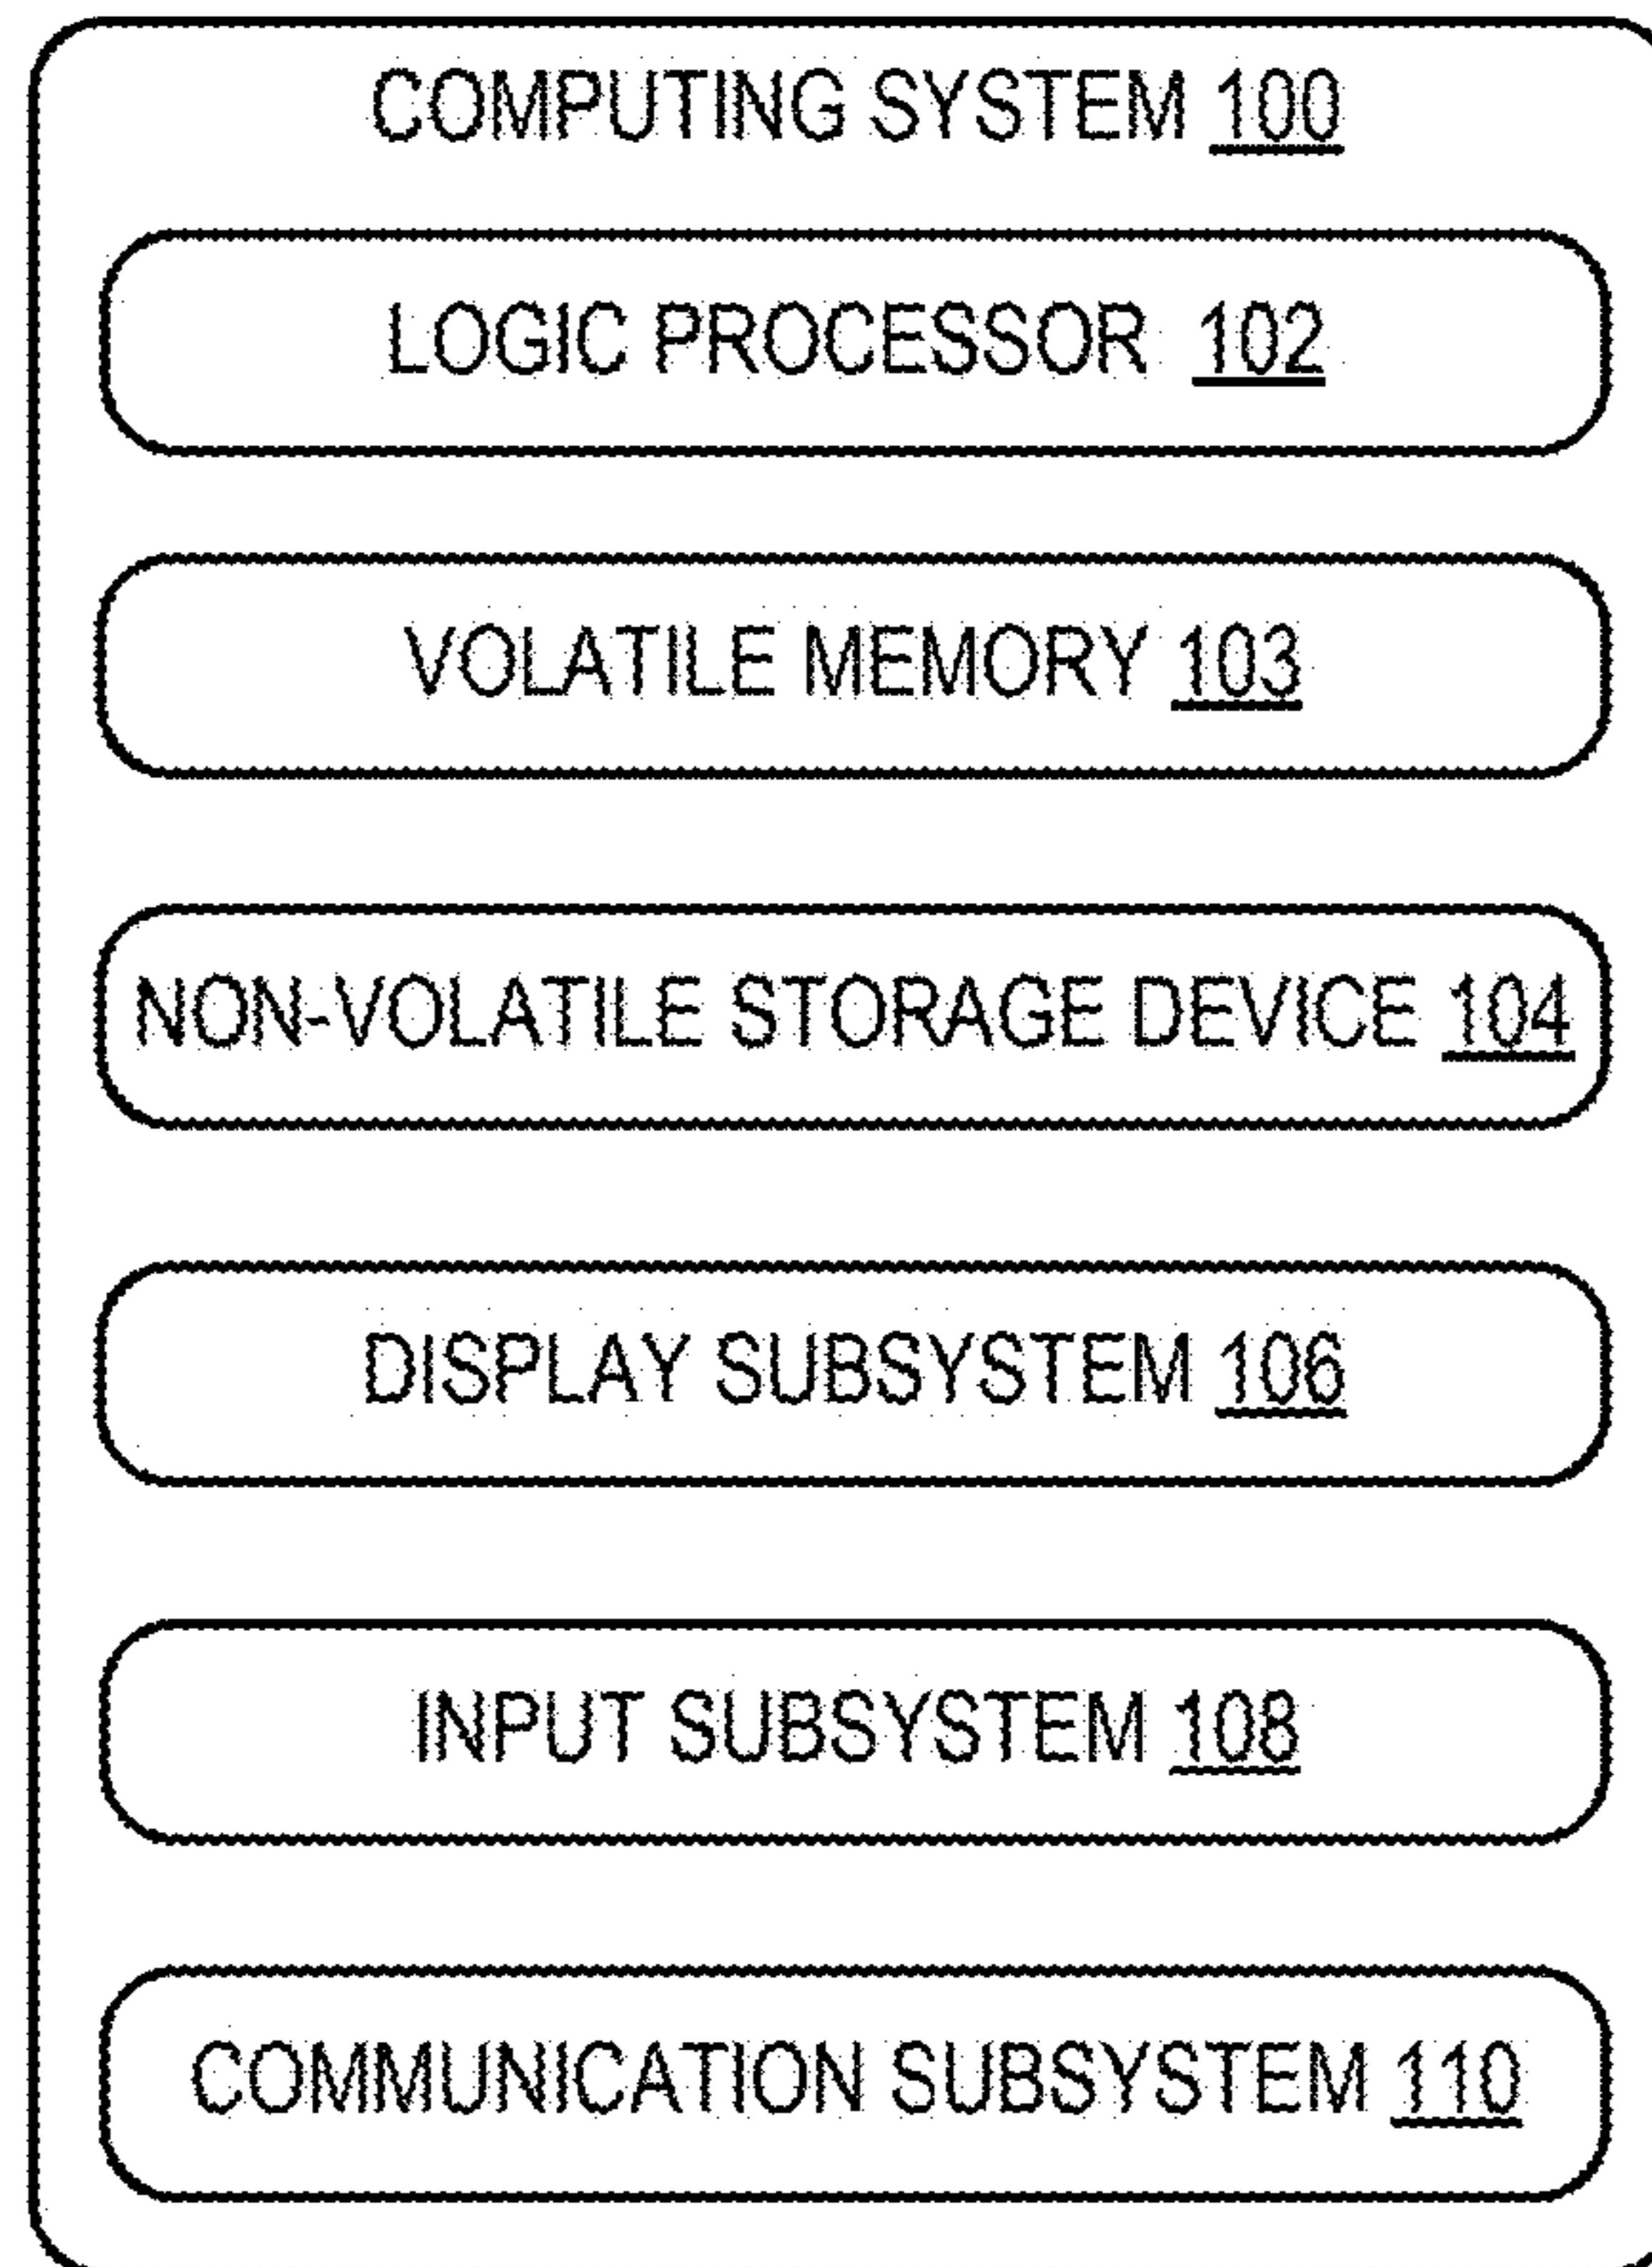 COMPUTING SYSTEM 100
LOGIC PROCESSOR 102
VOLATILE MEMORY 103
NON-VOLATILE STORAGE DEVICE 104
DISPLAY SUBSYSTEM 106
INPUT SUBSYSTEM 108
COMMUNICATION SUBSYSTEM 110